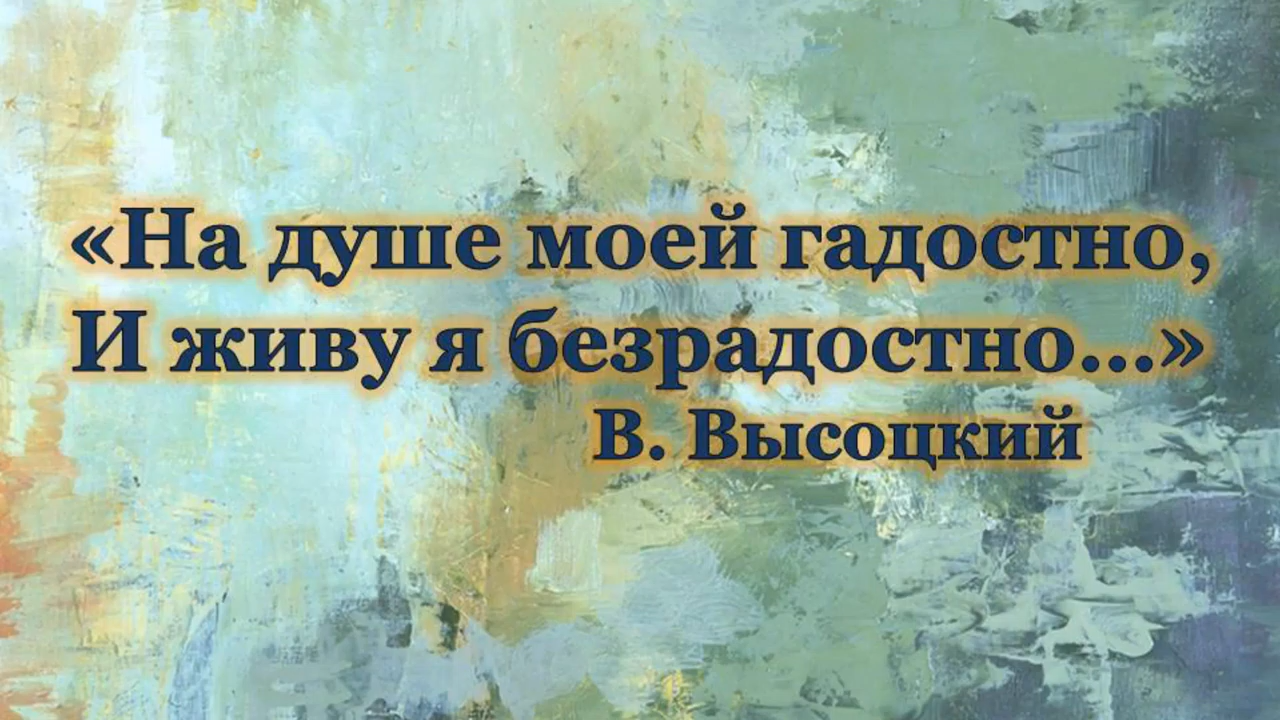 «На душе моей гадостно,
И живу я безрадостно...»
В. Высоцкий